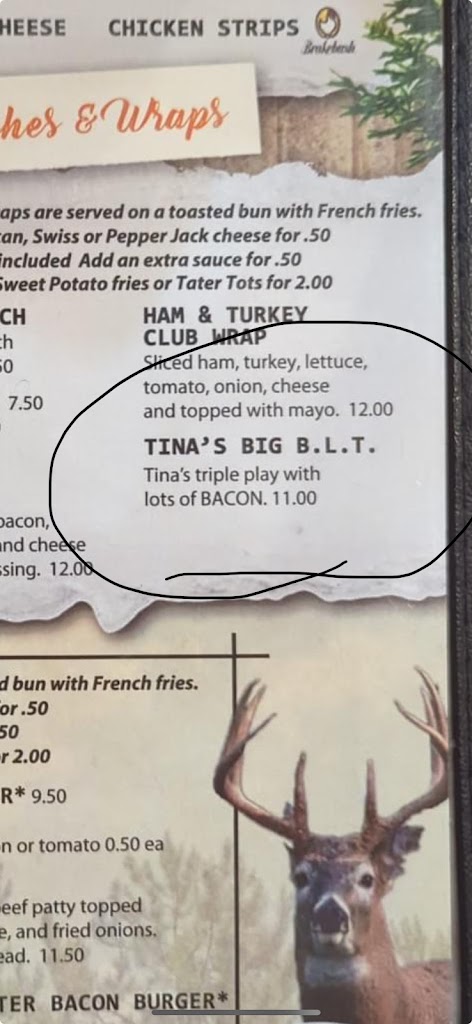 HEESE CHICKEN STRIPS
Brakebush
hes & Wraps
aps are served on a toasted bun with French fries.
an, Swiss or Pepper Jack cheese for .50
included Add an extra sauce for .50
Sweet Potato fries or Tater Tots for 2.00
CH
ch
50
7.50
bacon,
and cheese
ssing. 12.00
HAM & TURKEY
CLUB WRAP
Sliced ham, turkey, lettuce,
tomato, onion, cheese
and topped with mayo. 12.00
TINA'S BIG B.L.T.
Tina's triple play with
lots of BACON. 11.00
d bun with French fries.
or .50
50
r 2.00
R* 9.50
n or tomato 0.50 ea
eef patty topped
e, and fried onions.
ead. 11.50
TER BACON BURGER*